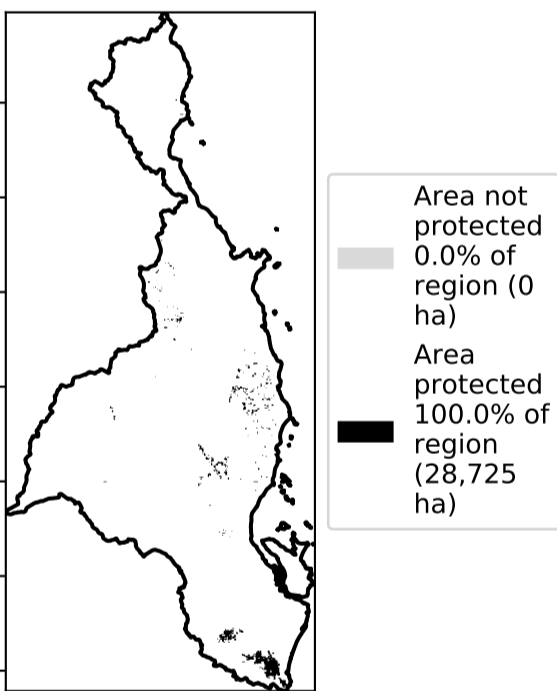 Area not
protected
0.0% of
region (0
ha)
Area
protected
100.0% of
region
(28,725
ha)